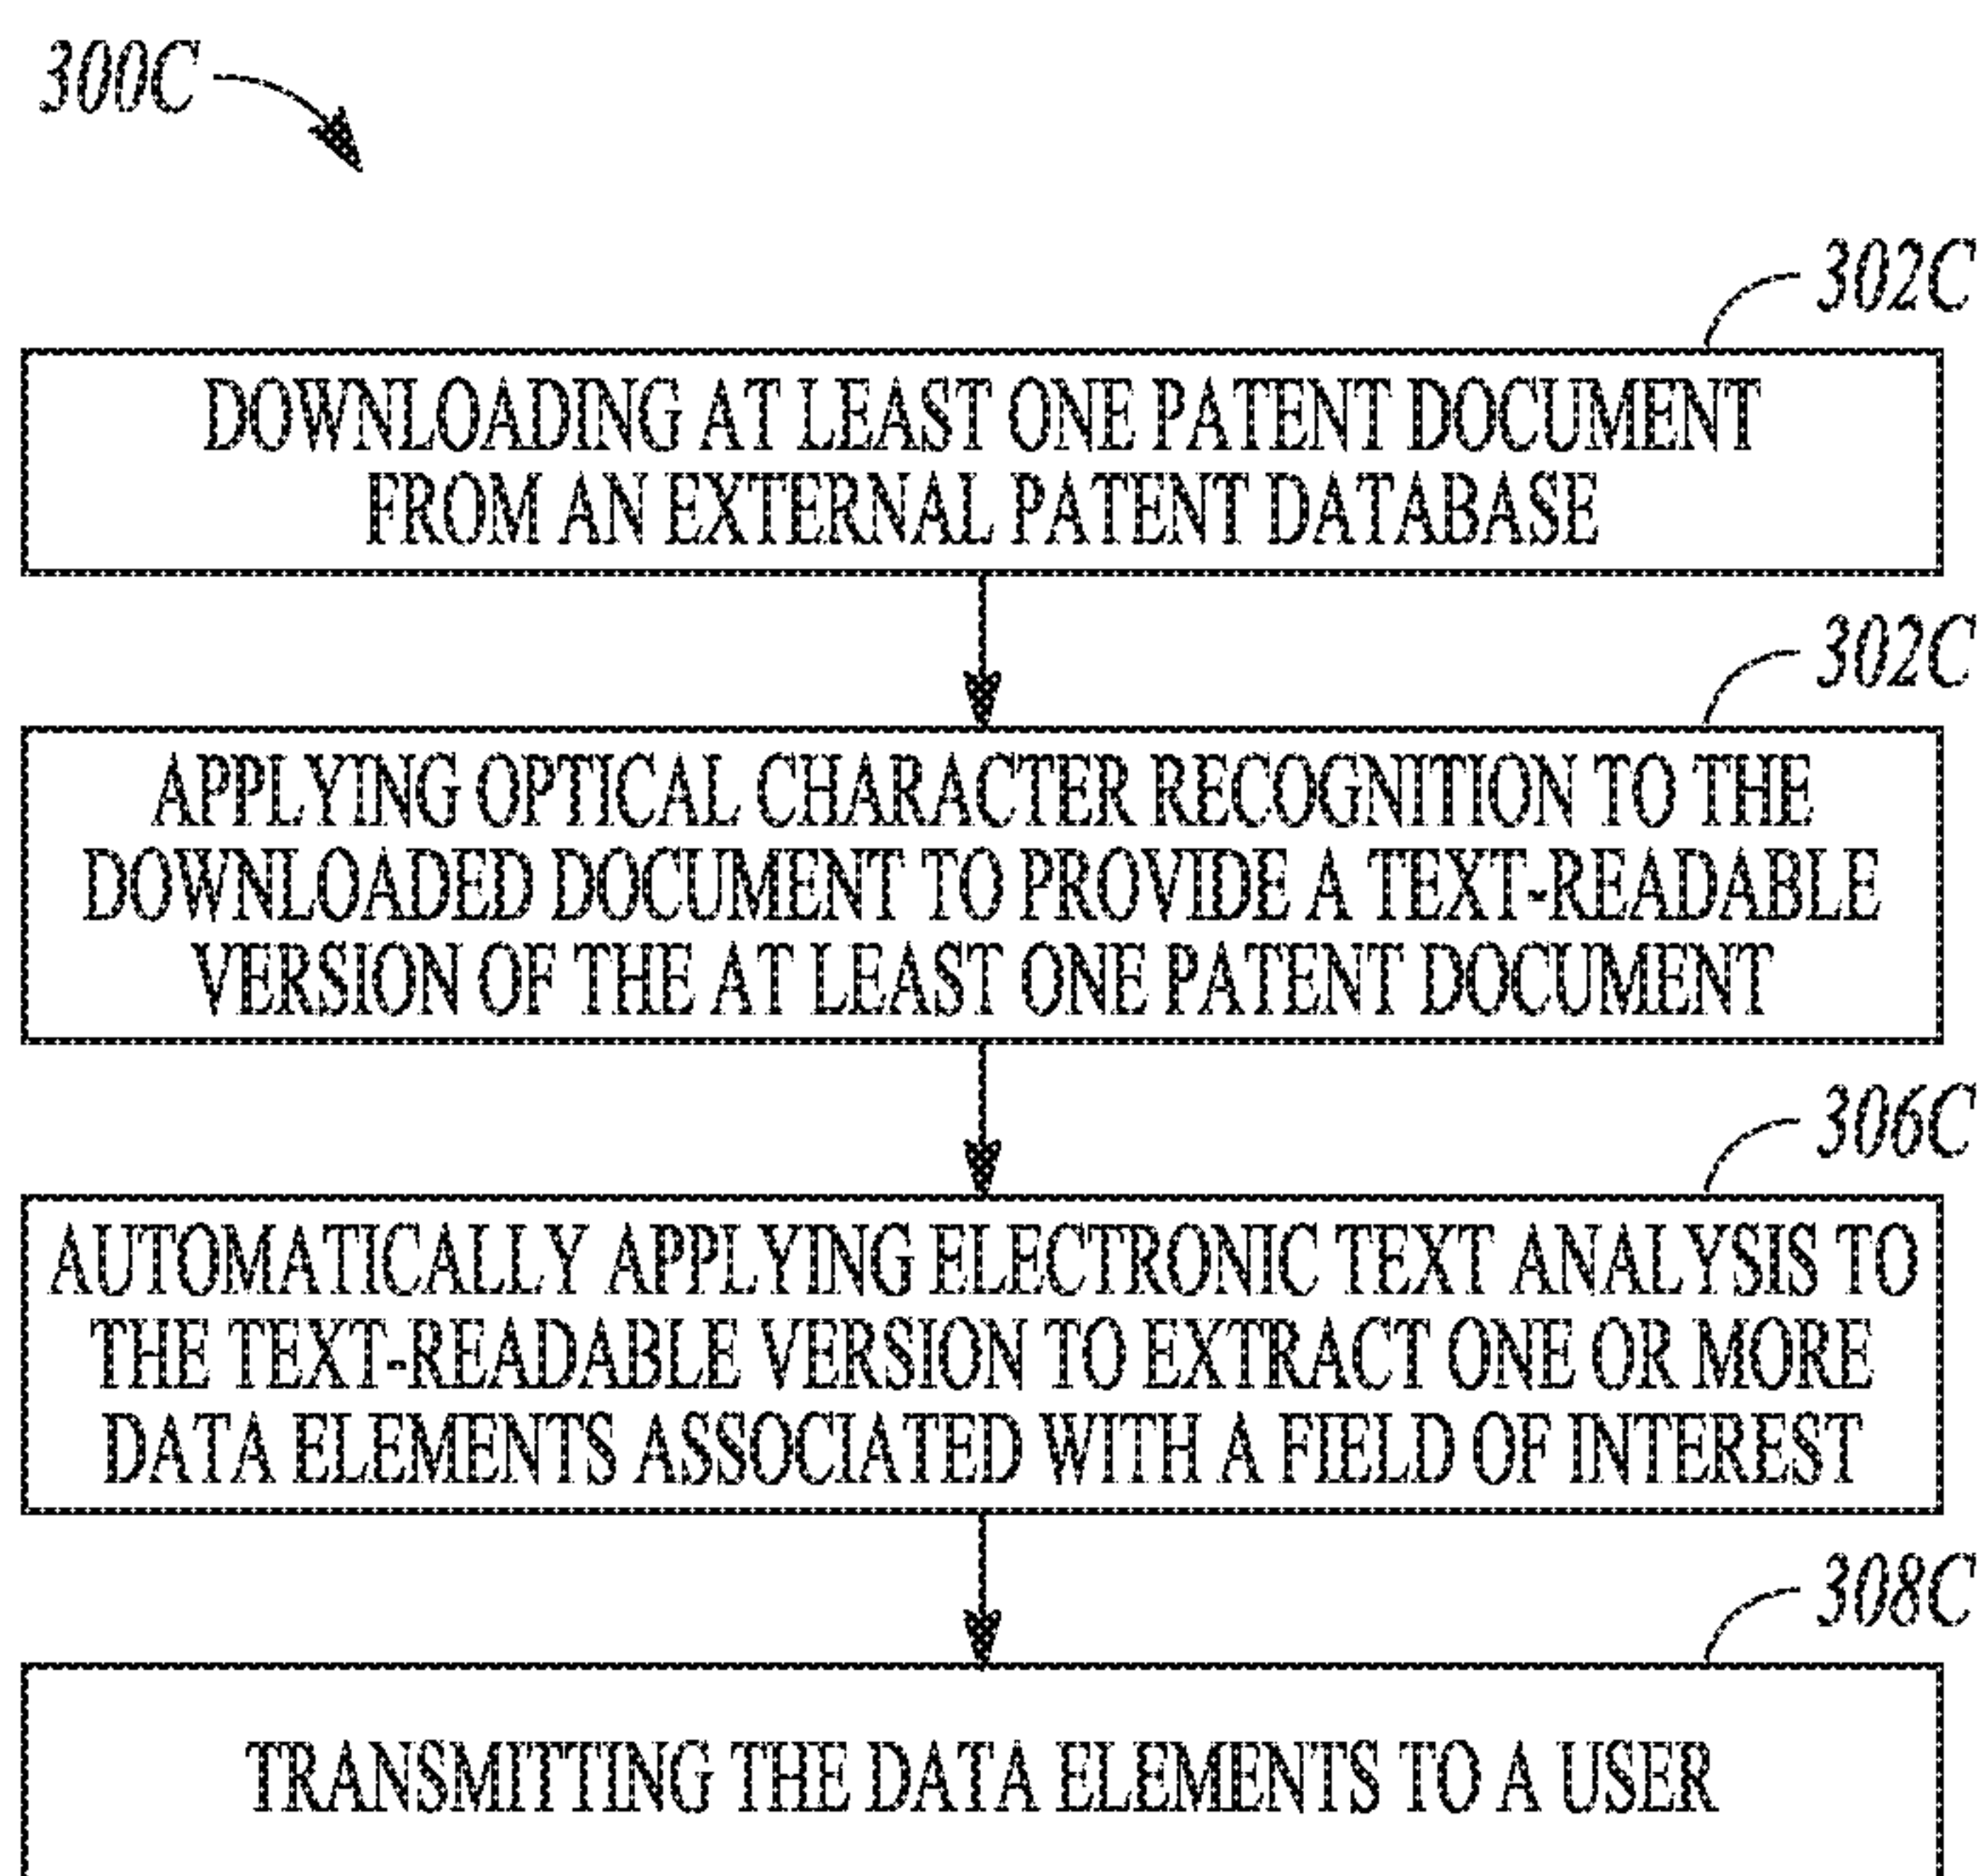 300C
302C
DOWNLOADING AT LEAST ONE PATENT DOCUMENT
FROM AN EXTERNAL PATENT DATABASE
302C
APPLYING OPTICAL CHARACTER RECOGNITION TO THE
DOWNLOADED DOCUMENT TO PROVIDE A TEXT-READABLE
VERSION OF THE AT LEAST ONE PATENT DOCUMENT
306C
AUTOMATICALLY APPLYING ELECTRONIC TEXT ANALYSIS TO
THE TEXT-READABLE VERSION TO EXTRACT ONE OR MORE
DATA ELEMENTS ASSOCIATED WITH A FIELD OF INTEREST
308C
TRANSMITTING THE DATA ELEMENTS TO A USER